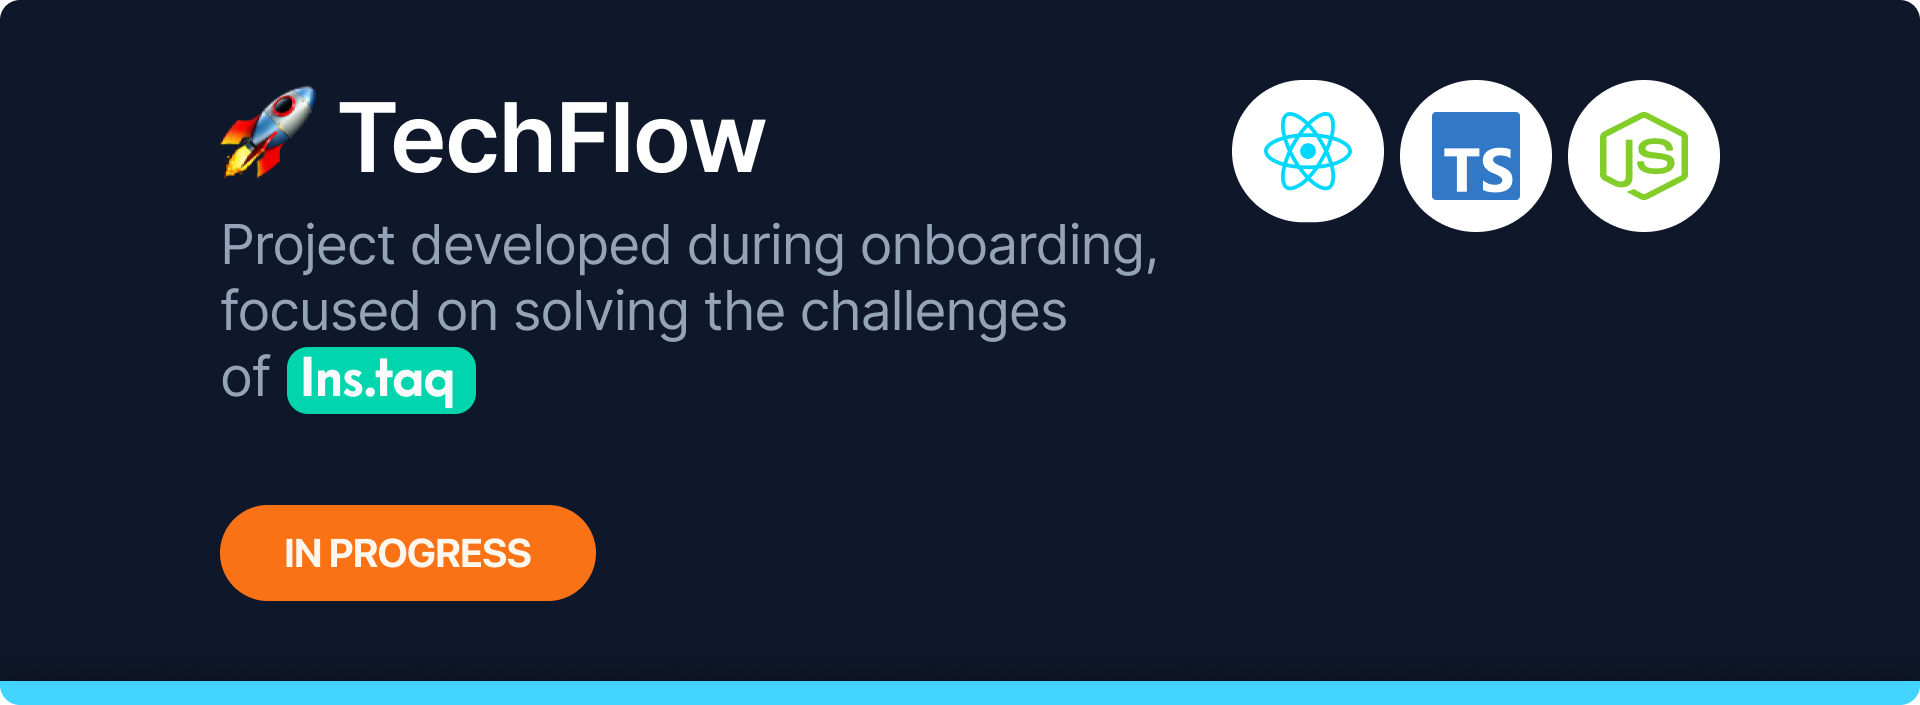 🚀 TechFlow
Project developed during onboarding,
focused on solving the challenges
of Ins.taq
IN PROGRESS
TS
JS